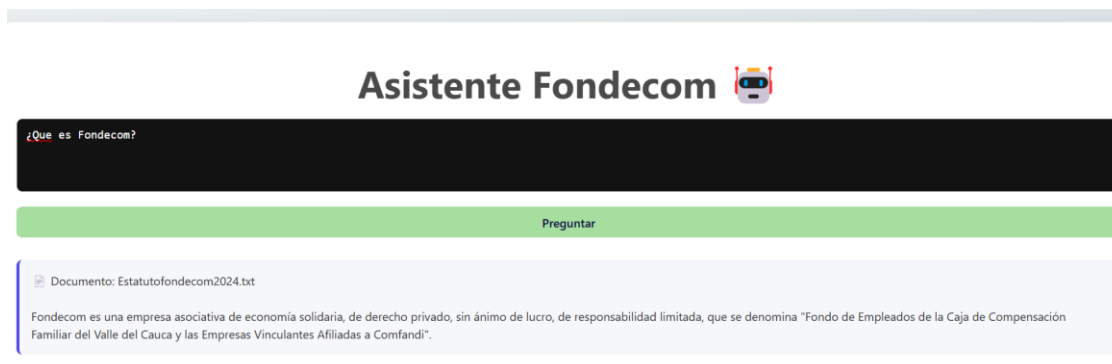 Asistente Fondecom
¿Que es Fondecom?
Preguntar
Documento: Estatutofondecom2024.txt
Fondecom es una empresa asociativa de economía solidaria, de derecho privado, sin ánimo de lucro, de responsabilidad limitada, que se denomina "Fondo de Empleados de la Caja de Compensación
Familiar del Valle del Cauca y las Empresas Vinculantes Afiliadas a Comfandi".